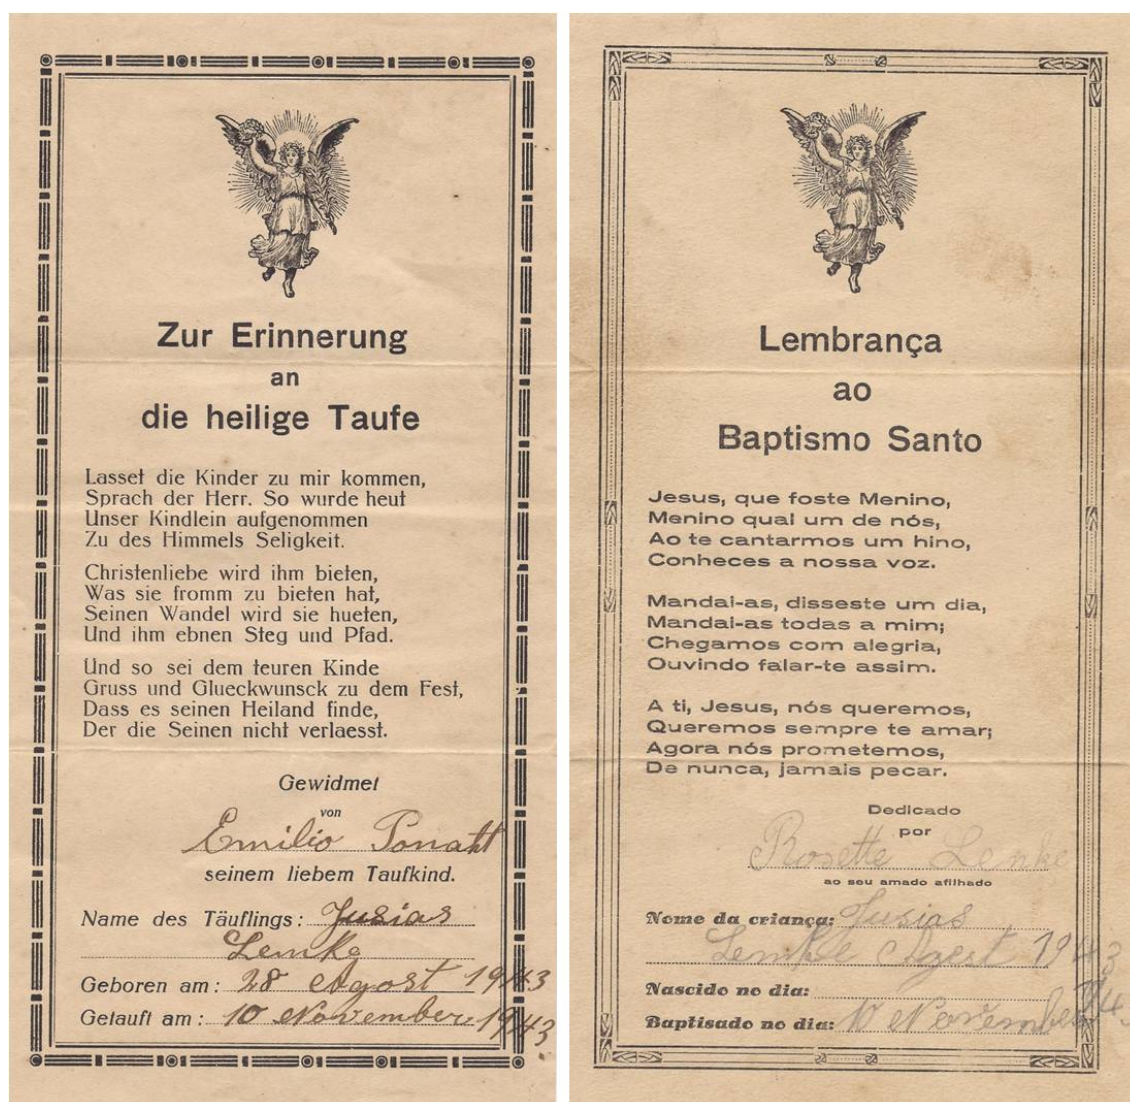 Zur Erinnerung
an
die heilige Taufe
Lasset die Kinder zu mir kommen,
Sprach der Herr. So wurde heut
Unser Kindlein aufgenommen
Zu des Himmels Seligkeit.
Christenliebe wird ihm bieten,
Was sie fromm zu bieten hat,
Seinen Wandel wird sie hueten,
Und ihm ebnen Steg und Pfad.
Und so sei dem teuren Kinde
Gruss und Glueckwunsck zu dem Fest,
Dass es seinen Heiland finde,
Der die Seinen nicht verlaesst.
Gewidmet
von
Emilio Ponaht
seinem liebem Taufkind.
Name des Täuflings: Jusias
Lemke
Geboren am: 28 Agost 1943
Getauft am: 10 November 1943
Lembrança
ao
Baptismo Santo
Jesus, que foste Menino,
Menino qual um de nós,
Ao te cantarmos um hino,
Conheces a nossa voz.
Mandai-as, disseste um dia,
Mandai-as todas a mim;
Chegamos com alegria,
Ouvindo falar-te assim.
A ti, Jesus, nós queremos,
Queremos sempre te amar;
Agora nós prometemos,
De nunca, jamais pecar.
Dedicado
por
Rosette Lemke
ao seu amado afilhado
Nome da criança: Jusias
Lemke Agost 1943
Nascido no dia:
Baptisado no dia: 10 November